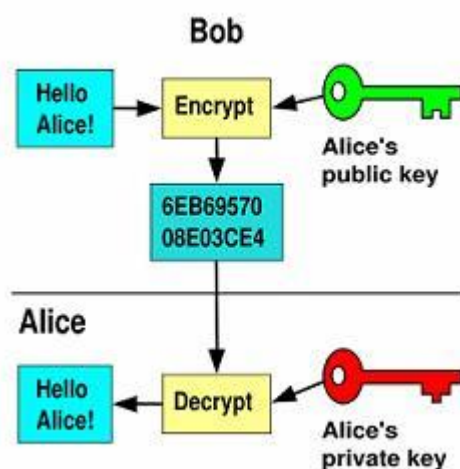 Bob
Hello
Alice!
Encrypt
Alice's
public key
6EB69570
08E03CE4
Alice
Hello
Alice!
Decrypt
Alice's
private key